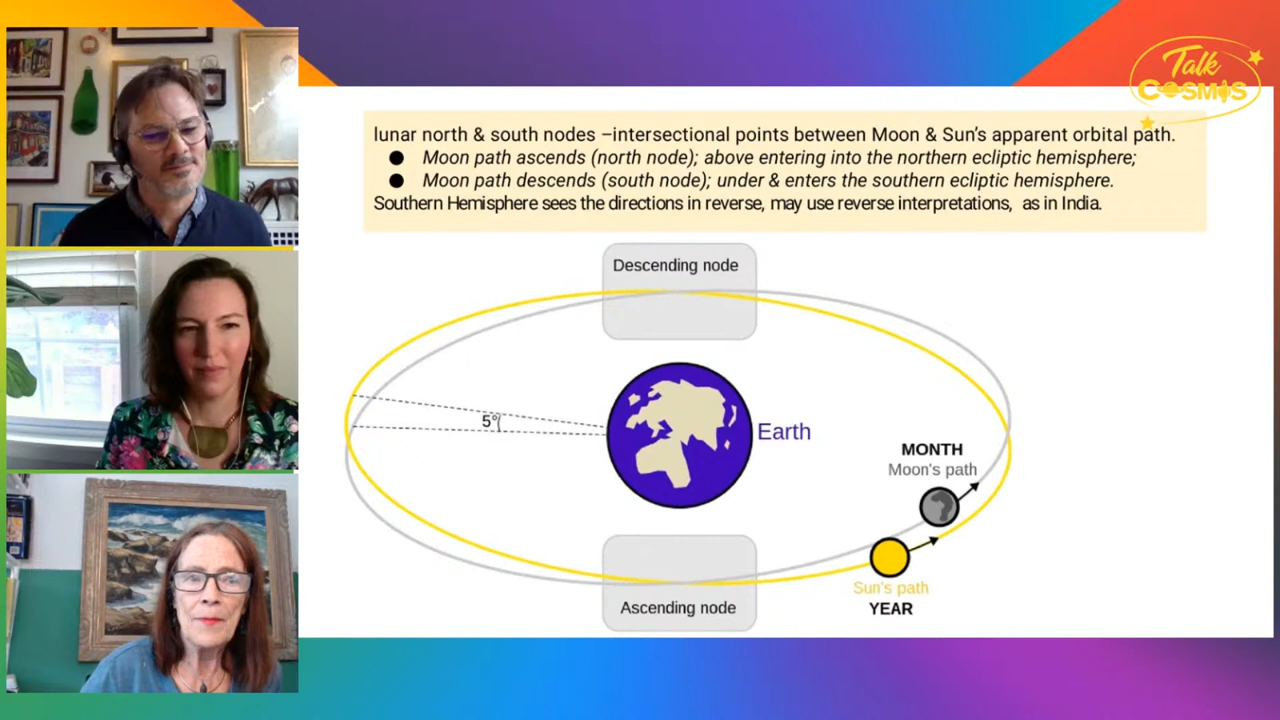 Talk
COSMOS
lunar north & south nodes –intersectional points between Moon & Sun's apparent orbital path.
● Moon path ascends (north node); above entering into the northern ecliptic hemisphere;
● Moon path descends (south node); under & enters the southern ecliptic hemisphere.
Southern Hemisphere sees the directions in reverse, may use reverse interpretations, as in India.
Descending node
5°
Earth
MONTH
Moon's path
Sun's path
YEAR
Ascending node